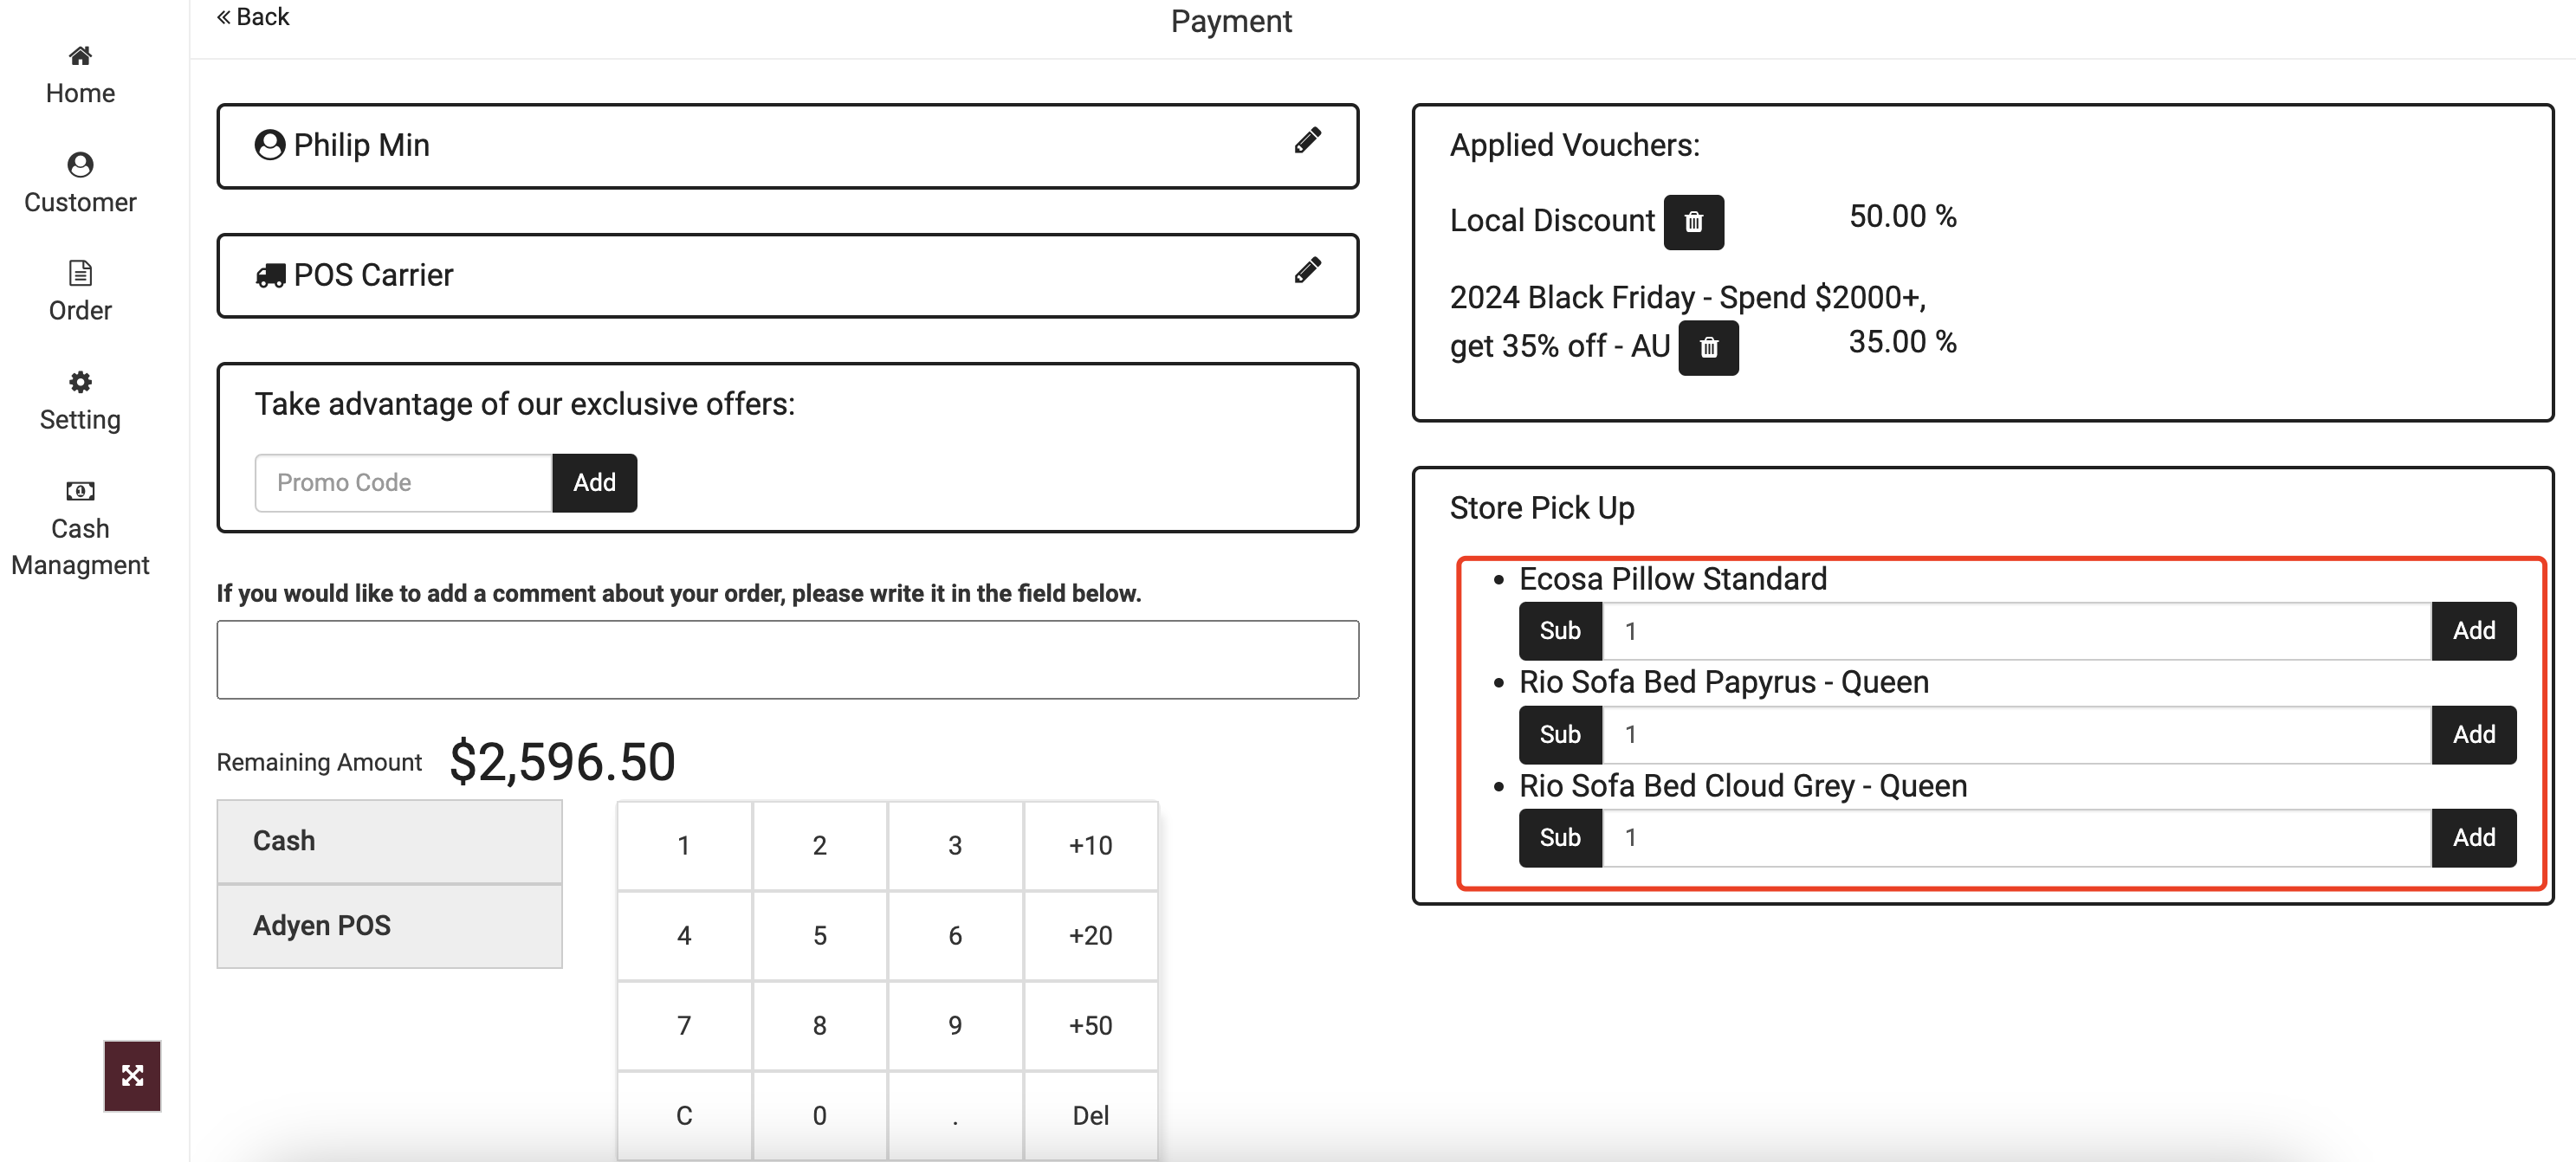 Back
Payment
Home
Customer
Order
Setting
Cash
Managment
Philip Min
POS Carrier
Take advantage of our exclusive offers:
Promo Code Add
If you would like to add a comment about your order, please write it in the field below.
Remaining Amount $2,596.50
Cash
Adyen POS
1 2 3 +10
4 5 6 +20
7 8 9 +50
C 0 . Del
Applied Vouchers:
Local Discount 50.00 %
2024 Black Friday - Spend $2000+,
get 35% off - AU 35.00 %
Store Pick Up
Ecosa Pillow Standard
Sub 1 Add
Rio Sofa Bed Papyrus - Queen
Sub 1 Add
Rio Sofa Bed Cloud Grey - Queen
Sub 1 Add